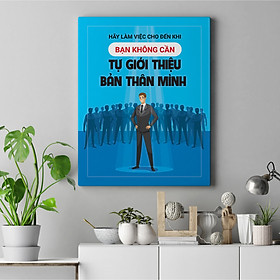 HÃY LÀM VIỆC CHO ĐẾN KHI
BẠN KHÔNG CẦN
TỰ GIỚI THIỆU
BẢN THÂN MÌNH